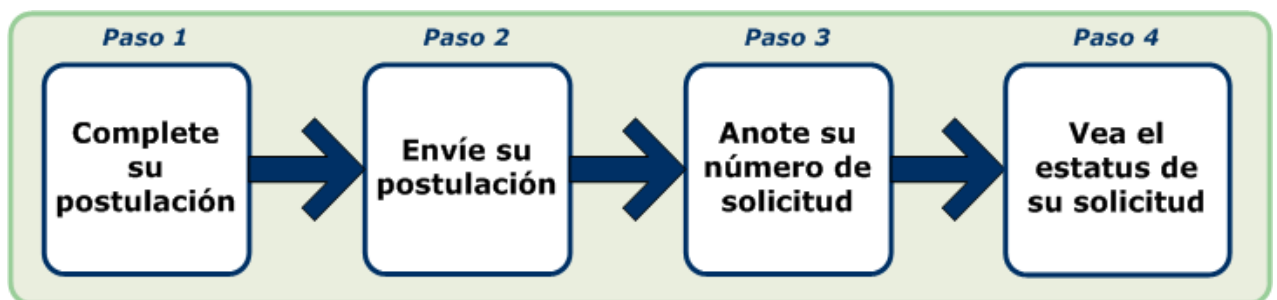 Paso 1
Complete
su
postulación
Paso 2
Envíe su
postulación
Paso 3
Anote su
número de
solicitud
Paso 4
Vea el
estatus de
su solicitud